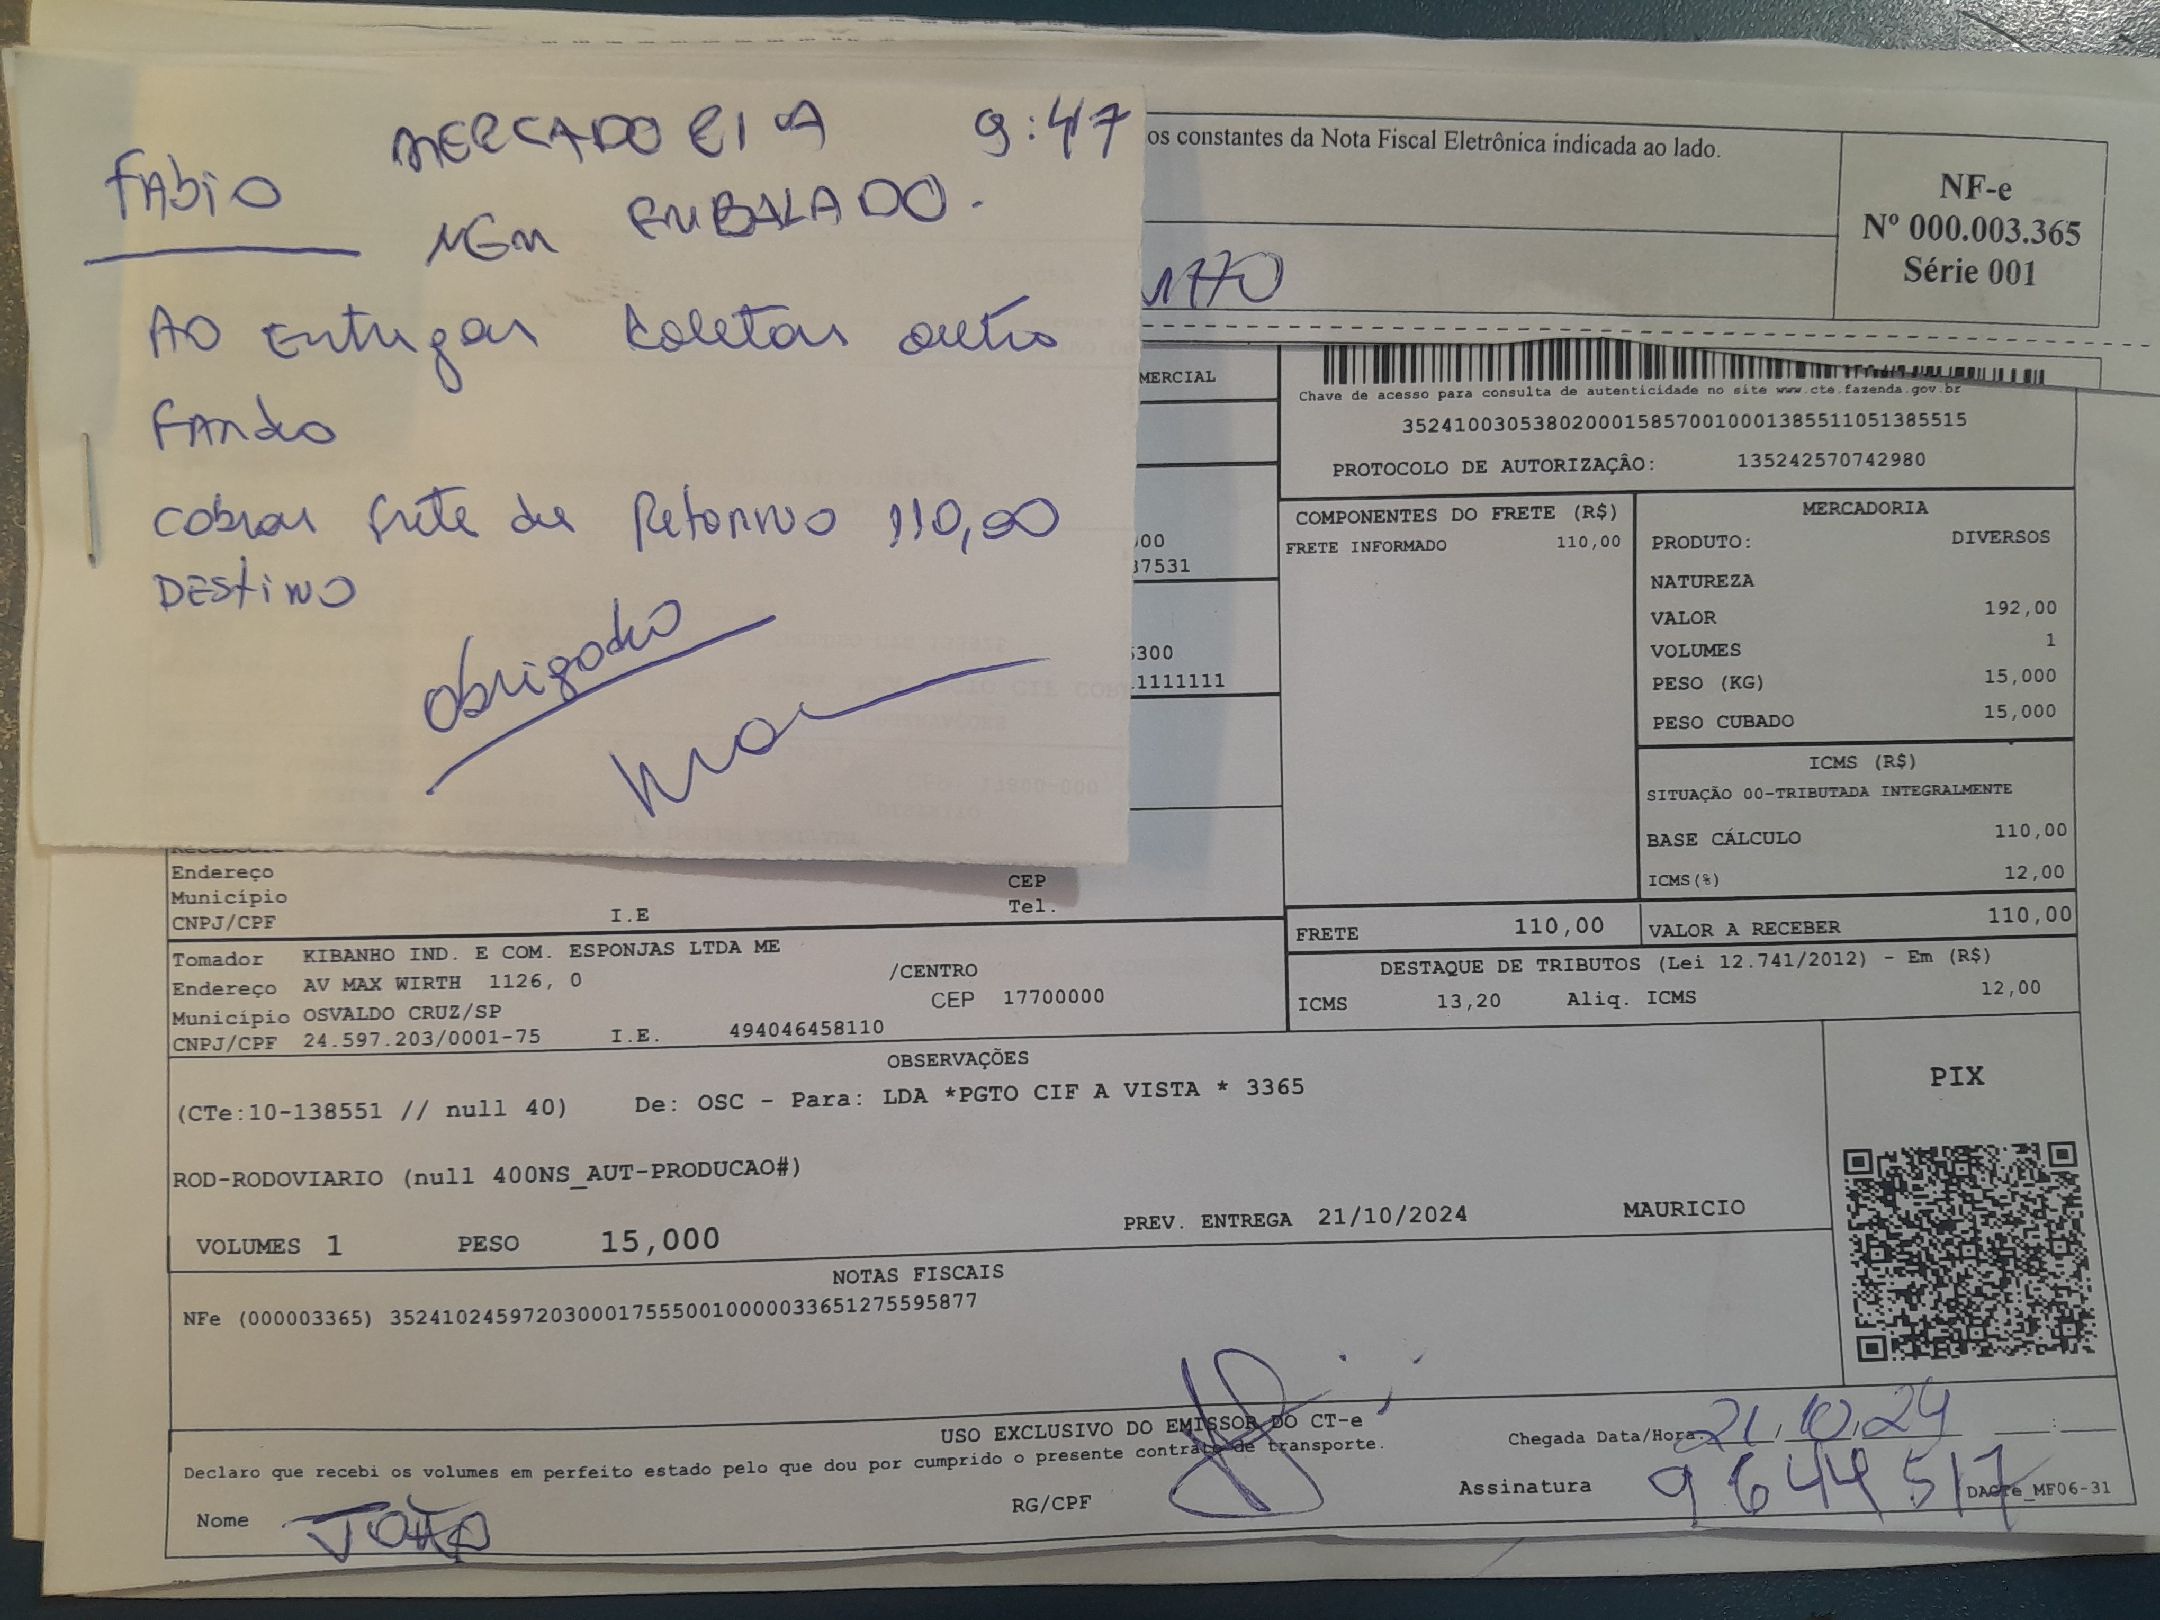 FABIO
MERCADO
9:47
EMBALADO.
AO Entregar Coletar outro
FARDO
cobrar frete de Retorno 110,00
DESTINO
obrigado
os constantes da Nota Fiscal Eletrônica indicada ao lado.
NF-e
Nº 000.003.365
Série 001
MERCIAL
Chave de acesso para consulta de autenticidade no site www.cte.fazenda.gov.br
35241003053802000158570010001385511051385515
PROTOCOLO DE AUTORIZAÇÃO: 135242570742980
37531
5300
1111111
COMPONENTES DO FRETE (R$)
FRETE INFORMADO 110,00
MERCADORIA
PRODUTO: DIVERSOS
NATUREZA
VALOR 192,00
VOLUMES 1
PESO (KG) 15,000
PESO CUBADO 15,000
ICMS (R$)
SITUAÇÃO 00-TRIBUTADA INTEGRALMENTE
BASE CÁLCULO 110,00
ICMS(%) 12,00
FRETE 110,00
VALOR A RECEBER 110,00
DESTAQUE DE TRIBUTOS (Lei 12.741/2012) - Em (R$)
ICMS 13,20 Aliq. ICMS 12,00
Endereço CEP
Município Tel.
CNPJ/CPF I.E
Tomador KIBANHO IND. E COM. ESPONJAS LTDA ME
Endereço AV MAX WIRTH 1126, 0 /CENTRO
Município OSVALDO CRUZ/SP CEP 17700000
CNPJ/CPF 24.597.203/0001-75 I.E. 494046458110
OBSERVAÇÕES
(CTe:10-138551 // null 40) De: OSC - Para: LDA *PGTO CIF A VISTA * 3365
ROD-RODOVIARIO (null 400NS_AUT-PRODUCAO#)
VOLUMES 1 PESO 15,000 PREV. ENTREGA 21/10/2024 MAURICIO
PIX
NOTAS FISCAIS
NFe (000003365) 35241024597203000175550010000033651275595877
USO EXCLUSIVO DO EMISSOR DO CT-e
Declaro que recebi os volumes em perfeito estado pelo que dou por cumprido o presente contrato de transporte.
Chegada Data/Hora: 21/10/24 __:__
Nome JOÃO RG/CPF Assinatura 9644517
DACTe_MF06-31